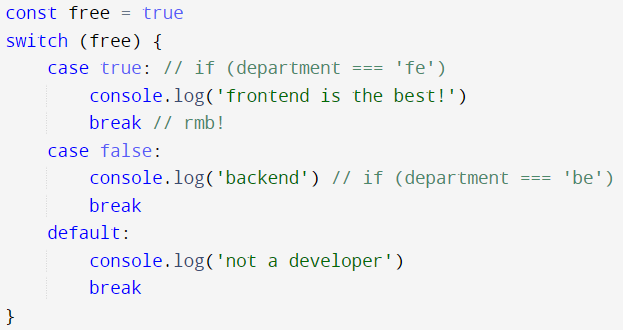 const free = true
switch (free) {
    case true: // if (department === 'fe')
        console.log('frontend is the best!')
        break // rmb!
    case false:
        console.log('backend') // if (department === 'be')
        break
    default:
        console.log('not a developer')
        break
}